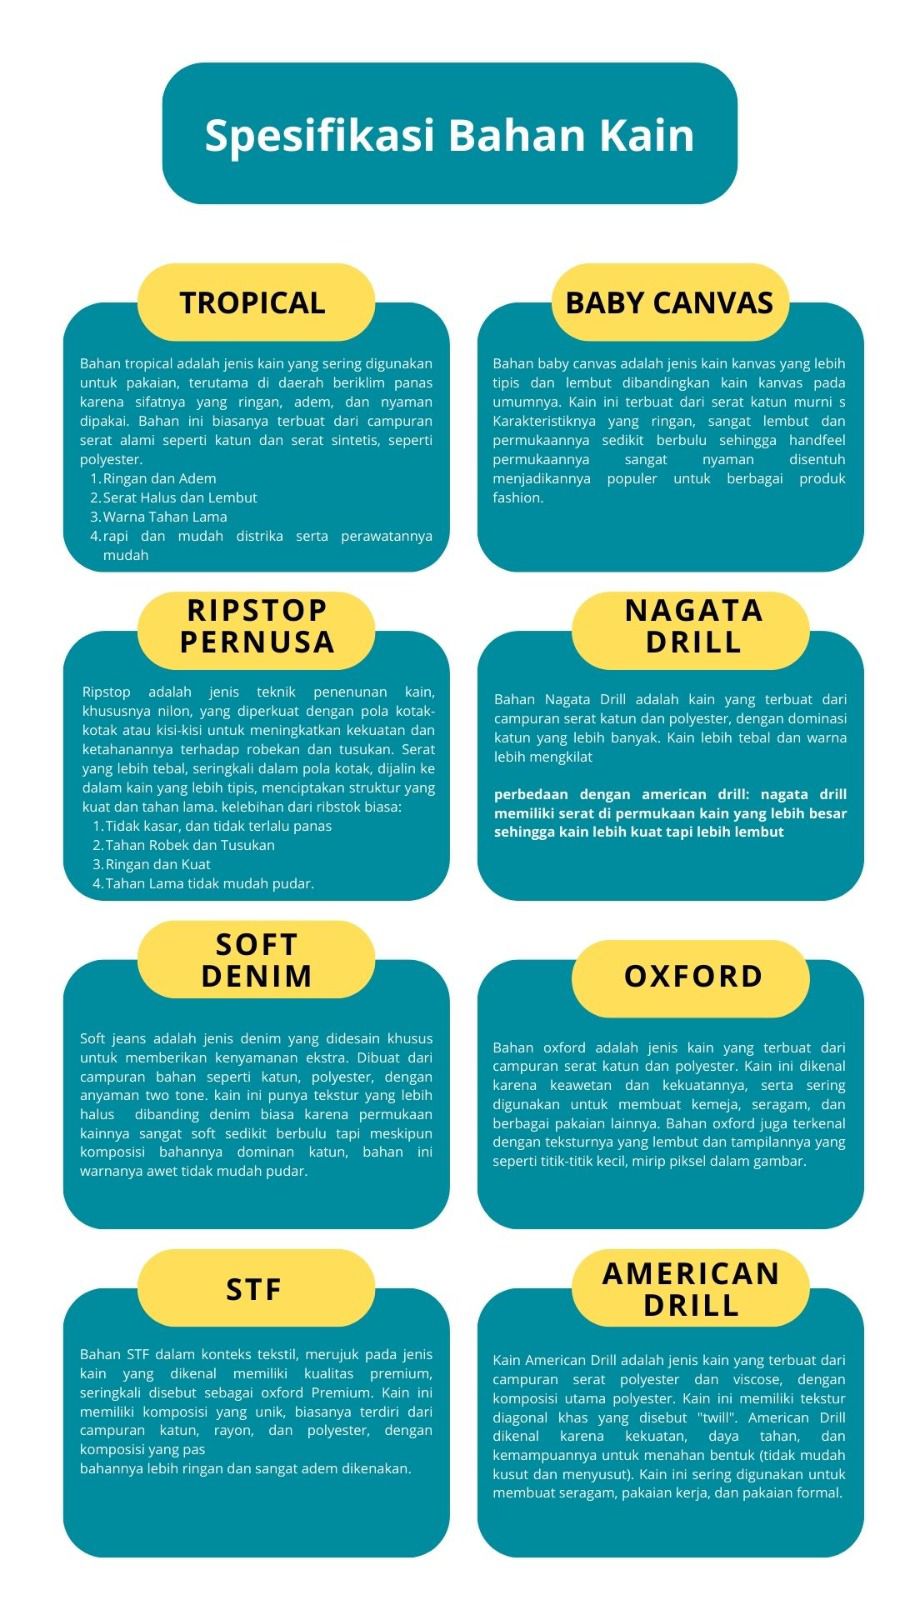 Spesifikasi Bahan Kain
TROPICAL
Bahan tropical adalah jenis kain yang sering digunakan
untuk pakaian, terutama di daerah beriklim panas
karena sifatnya yang ringan, adem, dan nyaman
dipakai. Bahan ini biasanya terbuat dari campuran
serat alami seperti katun dan serat sintetis, seperti
polyester.
1.Ringan dan Adem
2.Serat Halus dan Lembut
3.Warna Tahan Lama
4.rapi dan mudah distrika serta perawatannya
mudah
BABY CANVAS
Bahan baby canvas adalah jenis kain kanvas yang lebih
tipis dan lembut dibandingkan kain kanvas pada
umumnya. Kain ini terbuat dari serat katun murni s
Karakteristiknya yang ringan, sangat lembut dan
permukaannya sedikit berbulu sehingga handfeel
permukaannya sangat nyaman disentuh
menjadikannya populer untuk berbagai produk
fashion.
RIPSTOP
PERNUSA
Ripstop adalah jenis teknik penenunan kain,
khususnya nilon, yang diperkuat dengan pola kotak-
kotak atau kisi-kisi untuk meningkatkan kekuatan dan
ketahanannya terhadap robekan dan tusukan. Serat
yang lebih tebal, seringkali dalam pola kotak, dijalin ke
dalam kain yang lebih tipis, menciptakan struktur yang
kuat dan tahan lama. kelebihan dari ribstok biasa:
1.Tidak kasar, dan tidak terlalu panas
2.Tahan Robek dan Tusukan
3.Ringan dan Kuat
4.Tahan Lama tidak mudah pudar.
NAGATA
DRILL
Bahan Nagata Drill adalah kain yang terbuat dari
campuran serat katun dan polyester, dengan dominasi
katun yang lebih banyak. Kain lebih tebal dan warna
lebih mengkilat
perbedaan dengan american drill: nagata drill
memiliki serat di permukaan kain yang lebih besar
sehingga kain lebih kuat tapi lebih lembut
SOFT
DENIM
Soft jeans adalah jenis denim yang didesain khusus
untuk memberikan kenyamanan ekstra. Dibuat dari
campuran bahan seperti katun, polyester, dengan
anyaman two tone. kain ini punya tekstur yang lebih
halus dibanding denim biasa karena permukaan
kainnya sangat soft sedikit berbulu tapi meskipun
komposisi bahannya dominan katun, bahan ini
warnanya awet tidak mudah pudar.
OXFORD
Bahan oxford adalah jenis kain yang terbuat dari
campuran serat katun dan polyester. Kain ini dikenal
karena keawetan dan kekuatannya, serta sering
digunakan untuk membuat kemeja, seragam, dan
berbagai pakaian lainnya. Bahan oxford juga terkenal
dengan teksturnya yang lembut dan tampilannya yang
seperti titik-titik kecil, mirip piksel dalam gambar.
STF
Bahan STF dalam konteks tekstil, merujuk pada jenis
kain yang dikenal memiliki kualitas premium,
seringkali disebut sebagai oxford Premium. Kain ini
memiliki komposisi yang unik, biasanya terdiri dari
campuran katun, rayon, dan polyester, dengan
komposisi yang pas
bahannya lebih ringan dan sangat adem dikenakan.
AMERICAN
DRILL
Kain American Drill adalah jenis kain yang terbuat dari
campuran serat polyester dan viscose, dengan
komposisi utama polyester. Kain ini memiliki tekstur
diagonal khas yang disebut "twill". American Drill
dikenal karena kekuatan, daya tahan, dan
kemampuannya untuk menahan bentuk (tidak mudah
kusut dan menyusut). Kain ini sering digunakan untuk
membuat seragam, pakaian kerja, dan pakaian formal.